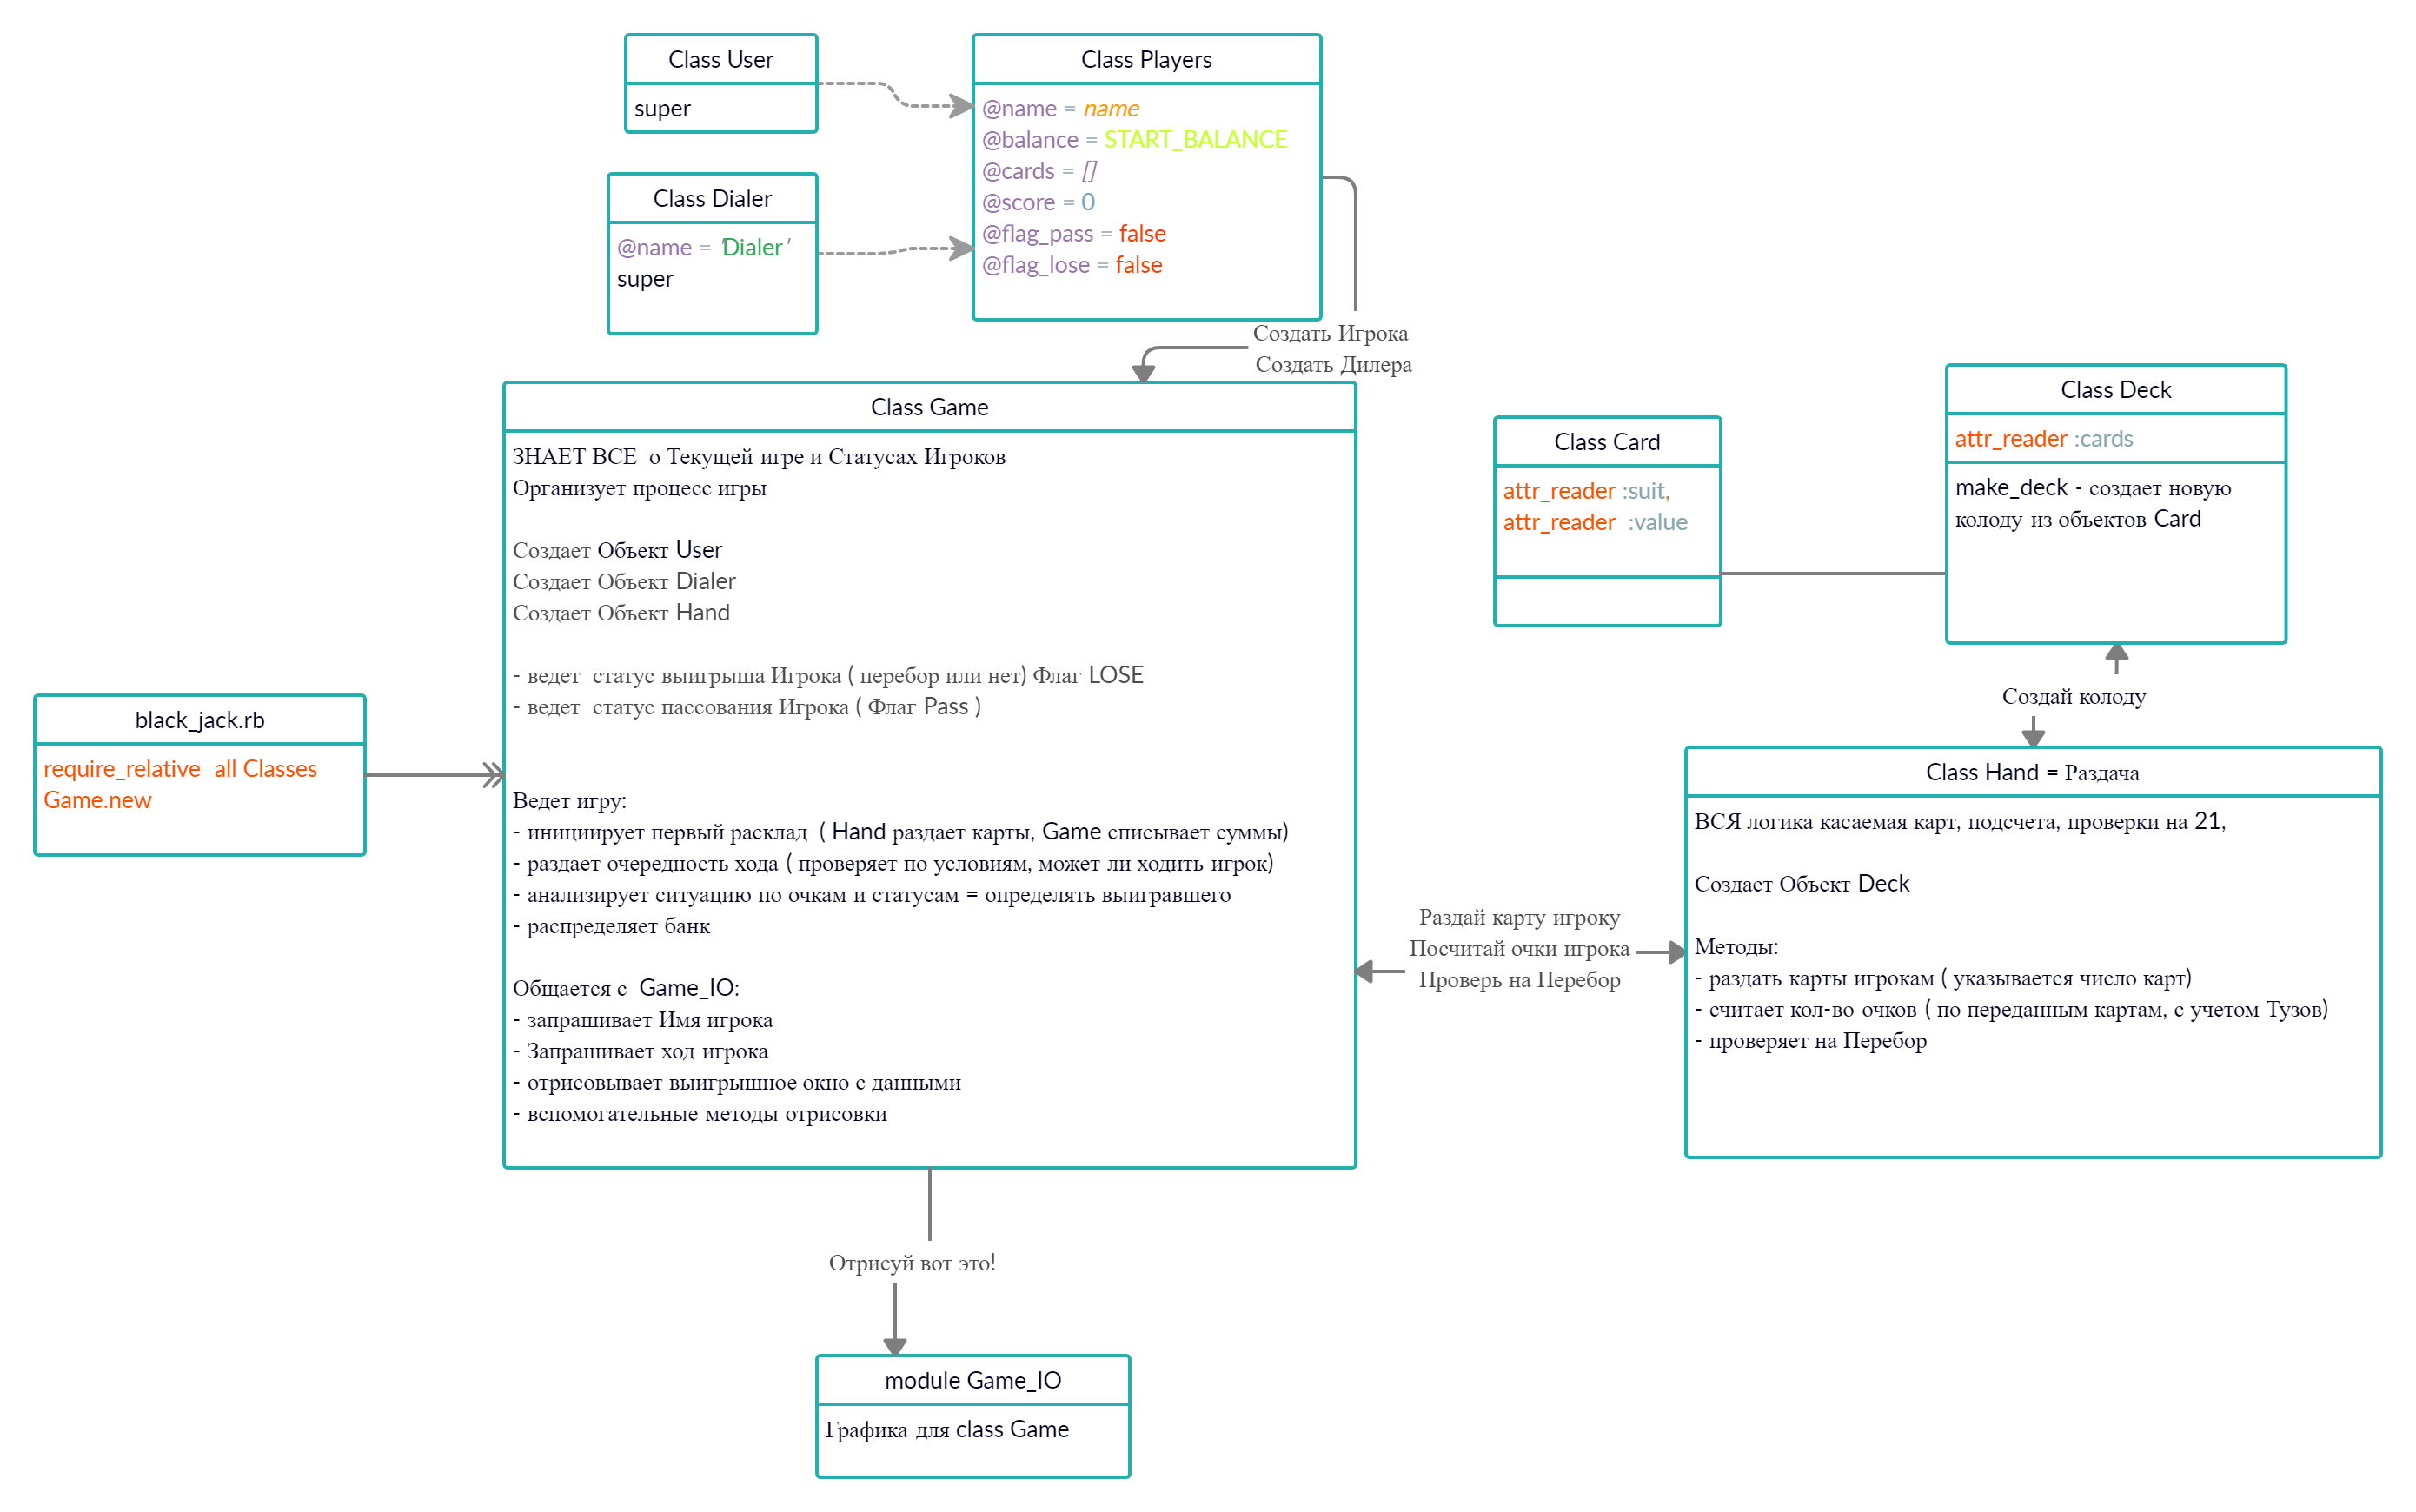 Class User
super
Class Dialer
@name = 'Dialer'
super
Class Players
@name = name
@balance = START_BALANCE
@cards = []
@score = 0
@flag_pass = false
@flag_lose = false
Создать Игрока
Создать Дилера
Class Game
ЗНАЕТ ВСЕ о Текущей игре и Статусах Игроков
Организует процесс игры
Создает Объект User
Создает Объект Dialer
Создает Объект Hand
- ведет статус выигрыша Игрока ( перебор или нет) Флаг LOSE
- ведет статус пассования Игрока ( Флаг Pass )
Ведет игру:
- инициирует первый расклад ( Hand раздает карты, Game списывает суммы)
- раздает очередность хода ( проверяет по условиям, может ли ходить игрок)
- анализирует ситуацию по очкам и статусам = определять выигравшего
- распределяет банк
Общается с Game_IO:
- запрашивает Имя игрока
- Запрашивает ход игрока
- отрисовывает выигрышное окно с данными
- вспомогательные методы отрисовки
black_jack.rb
require_relative all Classes
Game.new
Class Card
attr_reader :suit,
attr_reader :value
Class Deck
attr_reader :cards
make_deck - создает новую
колоду из объектов Card
Создай колоду
Class Hand = Раздача
ВСЯ логика касаемая карт, подсчета, проверки на 21,
Создает Объект Deck
Методы:
- раздать карты игрокам ( указывается число карт)
- считает кол-во очков ( по переданным картам, с учетом Тузов)
- проверяет на Перебор
Раздай карту игроку
Посчитай очки игрока
Проверь на Перебор
Отрисуй вот это!
module Game_IO
Графика для class Game